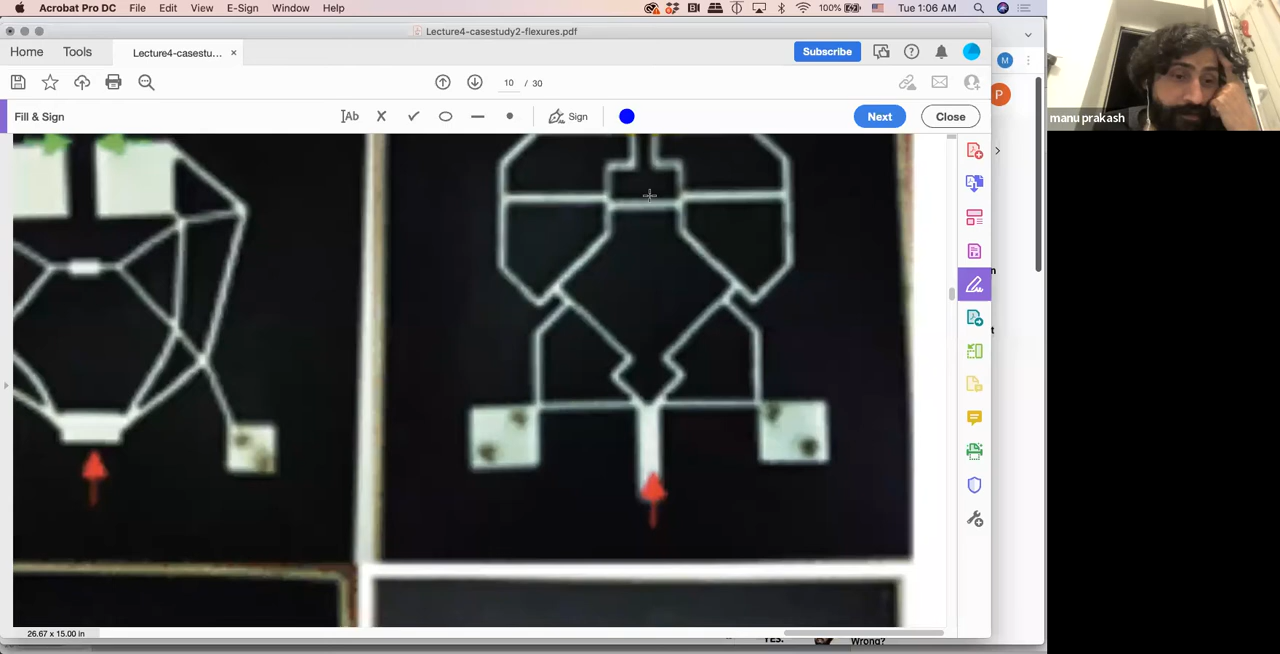 Acrobat Pro DC File Edit View E-Sign Window Help 100% Tue 1:06 AM
Lecture4-casestudy2-flexures.pdf
Home Tools Lecture4-casestu... × Subscribe
M
10 / 30
P
manu prakash
Fill & Sign Ab Sign Next Close
n
t
26.67 x 15.00 in
YES.
Wrong?